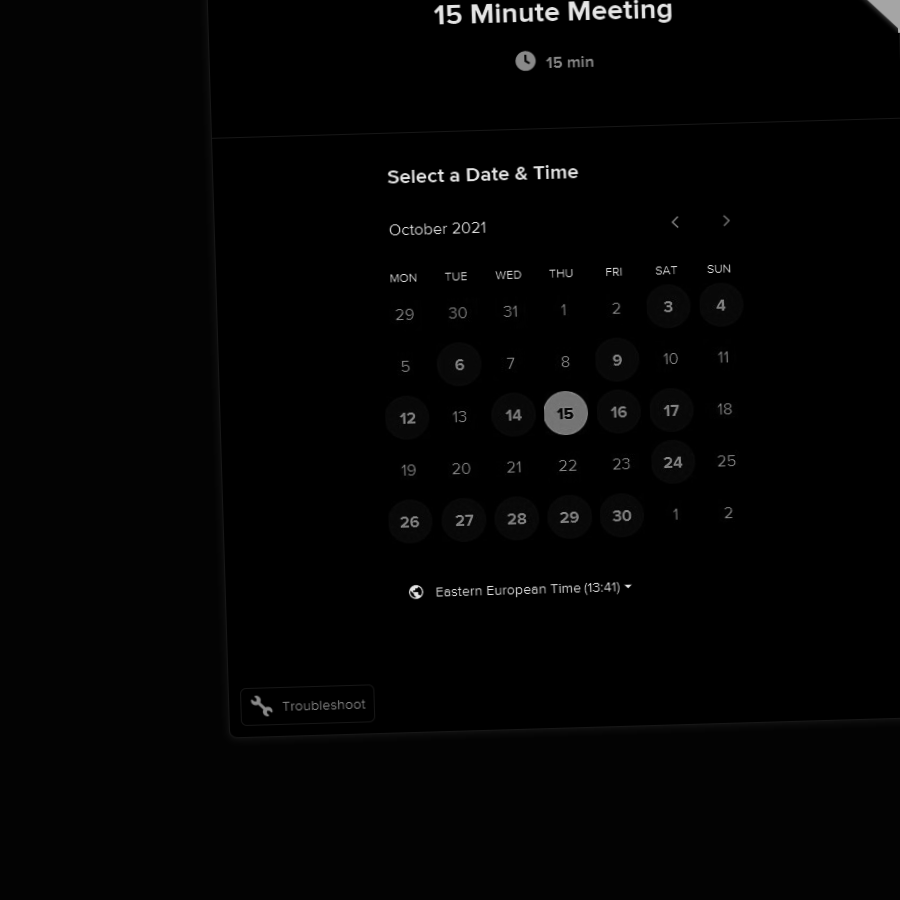 15 Minute Meeting
15 min
Select a Date & Time
October 2021
MON TUE WED THU FRI SAT SUN
29 30 31 1 2 3 4
5 6 7 8 9 10 11
12 13 14 15 16 17 18
19 20 21 22 23 24 25
26 27 28 29 30 1 2
Eastern European Time (13:41)
Troubleshoot